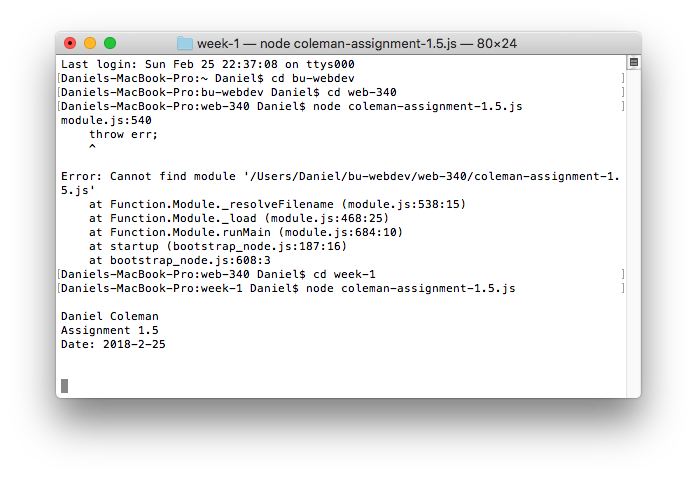 week-1 — node coleman-assignment-1.5.js — 80×24
Last login: Sun Feb 25 22:37:08 on ttys000
[Daniels-MacBook-Pro:~ Daniel$ cd bu-webdev ]
[Daniels-MacBook-Pro:bu-webdev Daniel$ cd web-340 ]
[Daniels-MacBook-Pro:web-340 Daniel$ node coleman-assignment-1.5.js ]
module.js:540
    throw err;
    ^
Error: Cannot find module '/Users/Daniel/bu-webdev/web-340/coleman-assignment-1.
5.js'
    at Function.Module._resolveFilename (module.js:538:15)
    at Function.Module._load (module.js:468:25)
    at Function.Module.runMain (module.js:684:10)
    at startup (bootstrap_node.js:187:16)
    at bootstrap_node.js:608:3
[Daniels-MacBook-Pro:web-340 Daniel$ cd week-1 ]
[Daniels-MacBook-Pro:week-1 Daniel$ node coleman-assignment-1.5.js ]
Daniel Coleman
Assignment 1.5
Date: 2018-2-25